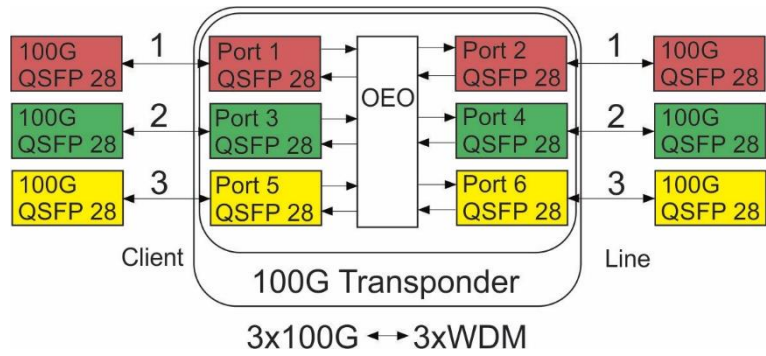 100G
QSFP 28
1
Port 1
QSFP 28
Port 2
QSFP 28
1
100G
QSFP 28
OEO
100G
QSFP 28
2
Port 3
QSFP 28
Port 4
QSFP 28
2
100G
QSFP 28
100G
QSFP 28
3
Port 5
QSFP 28
Port 6
QSFP 28
3
100G
QSFP 28
Client
Line
100G Transponder
3x100G ↔ 3xWDM